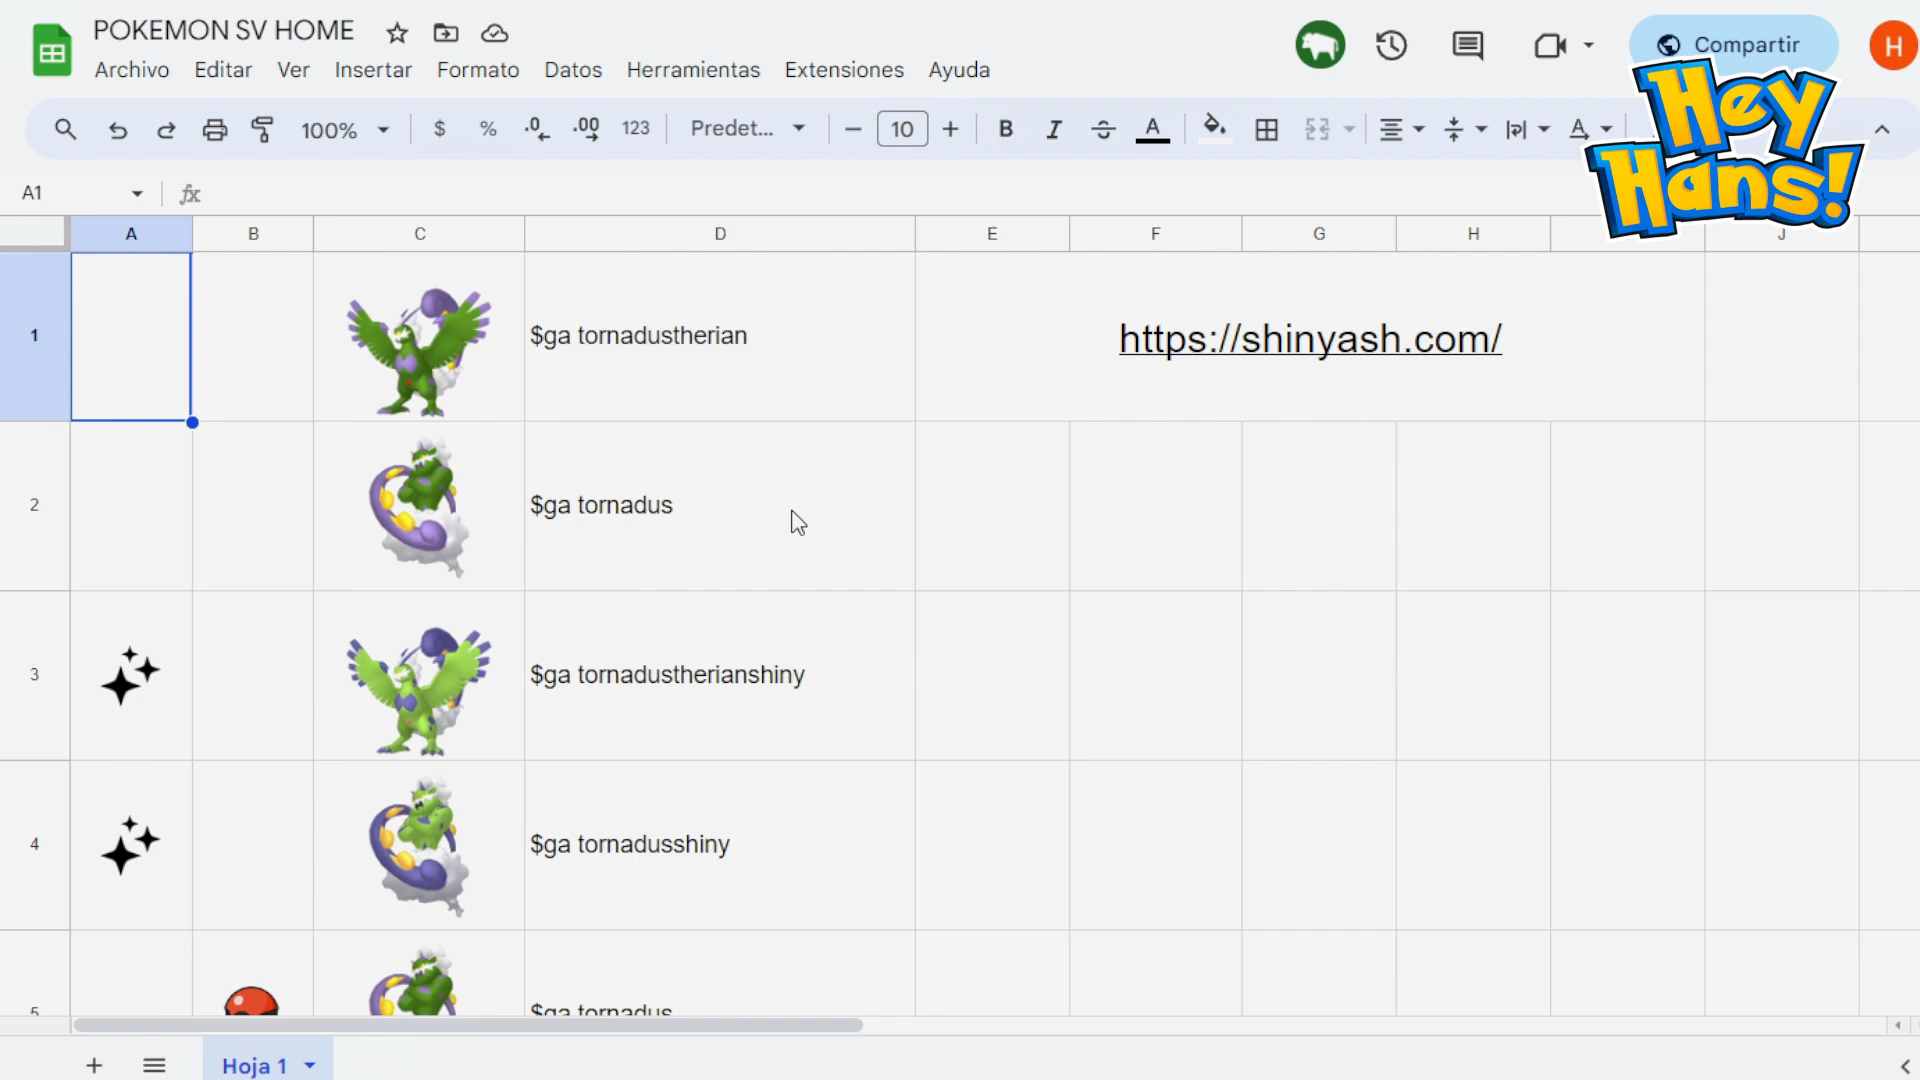 POKEMON SV HOME
Compartir
H
Archivo Editar Ver Insertar Formato Datos Herramientas Extensiones Ayuda
Hey
Hans!
100% $ % .0 .00 123 Predet... 10 B I S A A
A1 fx
A B C D E F G H J
1 $ga tornadustherian https://shinyash.com/
2 $ga tornadus
3 $ga tornadustherianshiny
4 $ga tornadusshiny
5 $ga tornadus
Hoja 1